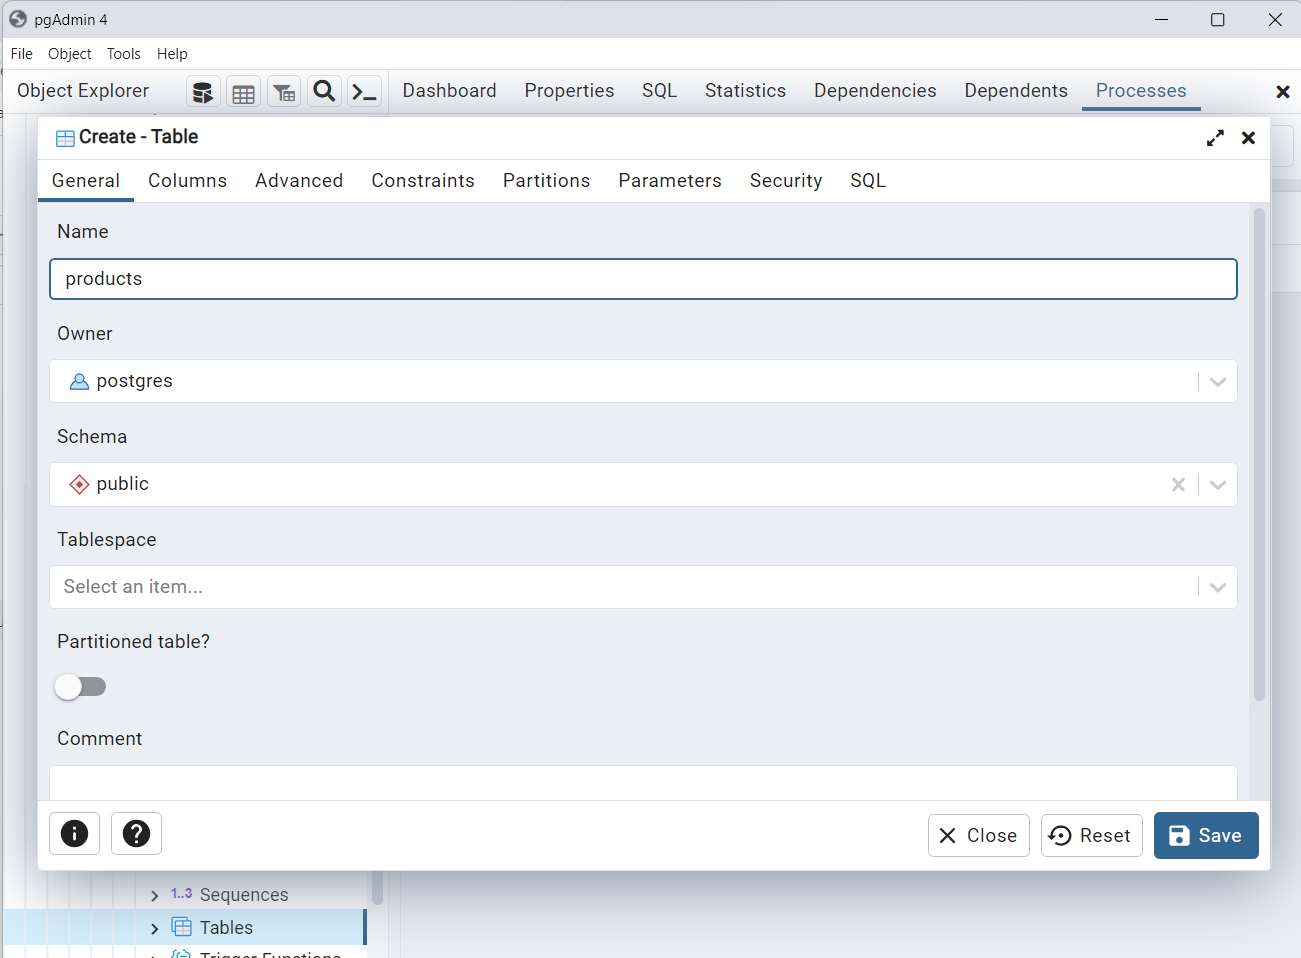 pgAdmin 4
File Object Tools Help
Object Explorer Dashboard Properties SQL Statistics Dependencies Dependents Processes
Create - Table
General Columns Advanced Constraints Partitions Parameters Security SQL
Name
products
Owner
postgres
Schema
public
Tablespace
Select an item...
Partitioned table?
Comment
Close Reset Save
1..3 Sequences
Tables
Trigger Functions